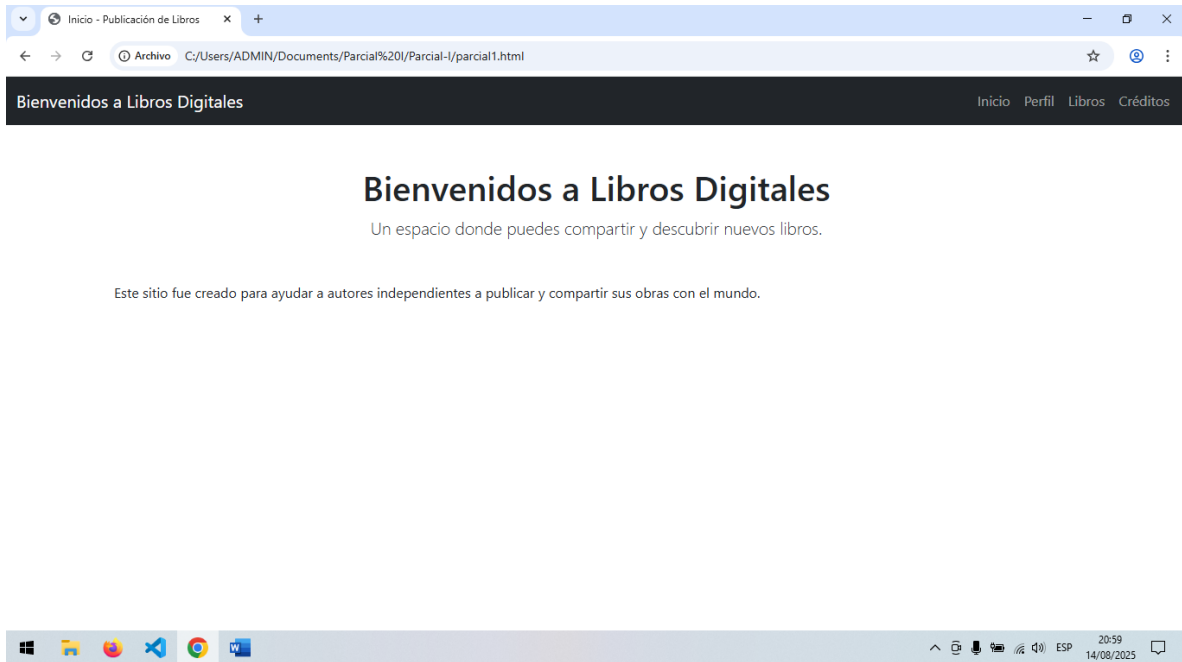 Inicio - Publicación de Libros
Archivo C:/Users/ADMIN/Documents/Parcial%20I/Parcial-I/parcial1.html
Bienvenidos a Libros Digitales Inicio Perfil Libros Créditos
Bienvenidos a Libros Digitales
Un espacio donde puedes compartir y descubrir nuevos libros.
Este sitio fue creado para ayudar a autores independientes a publicar y compartir sus obras con el mundo.
ESP 20:59
14/08/2025